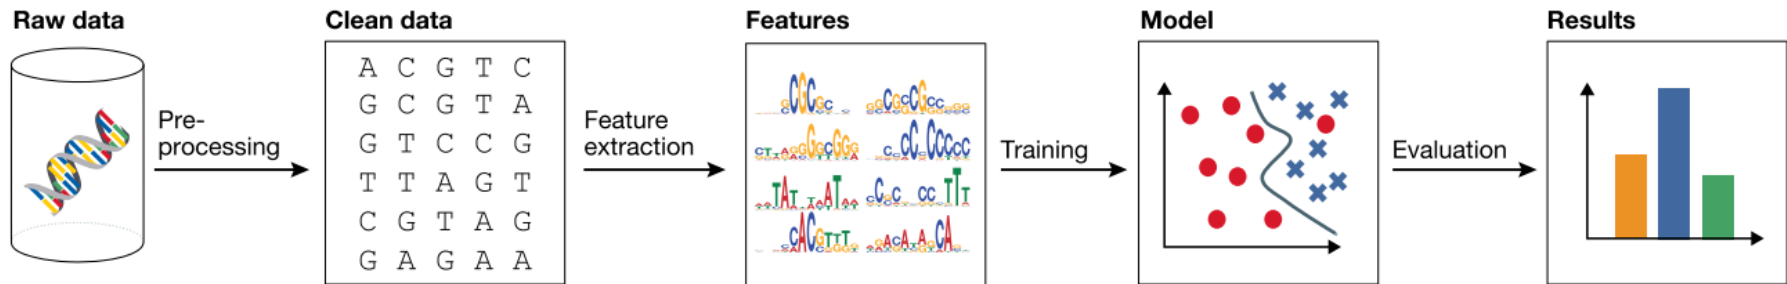 Raw data
Clean data
Features
Model
Results
Pre-
processing
A C G T C
G C G T A
G T C C G
T T A G T
C G T A G
G A G A A
Feature
extraction
Training
Evaluation